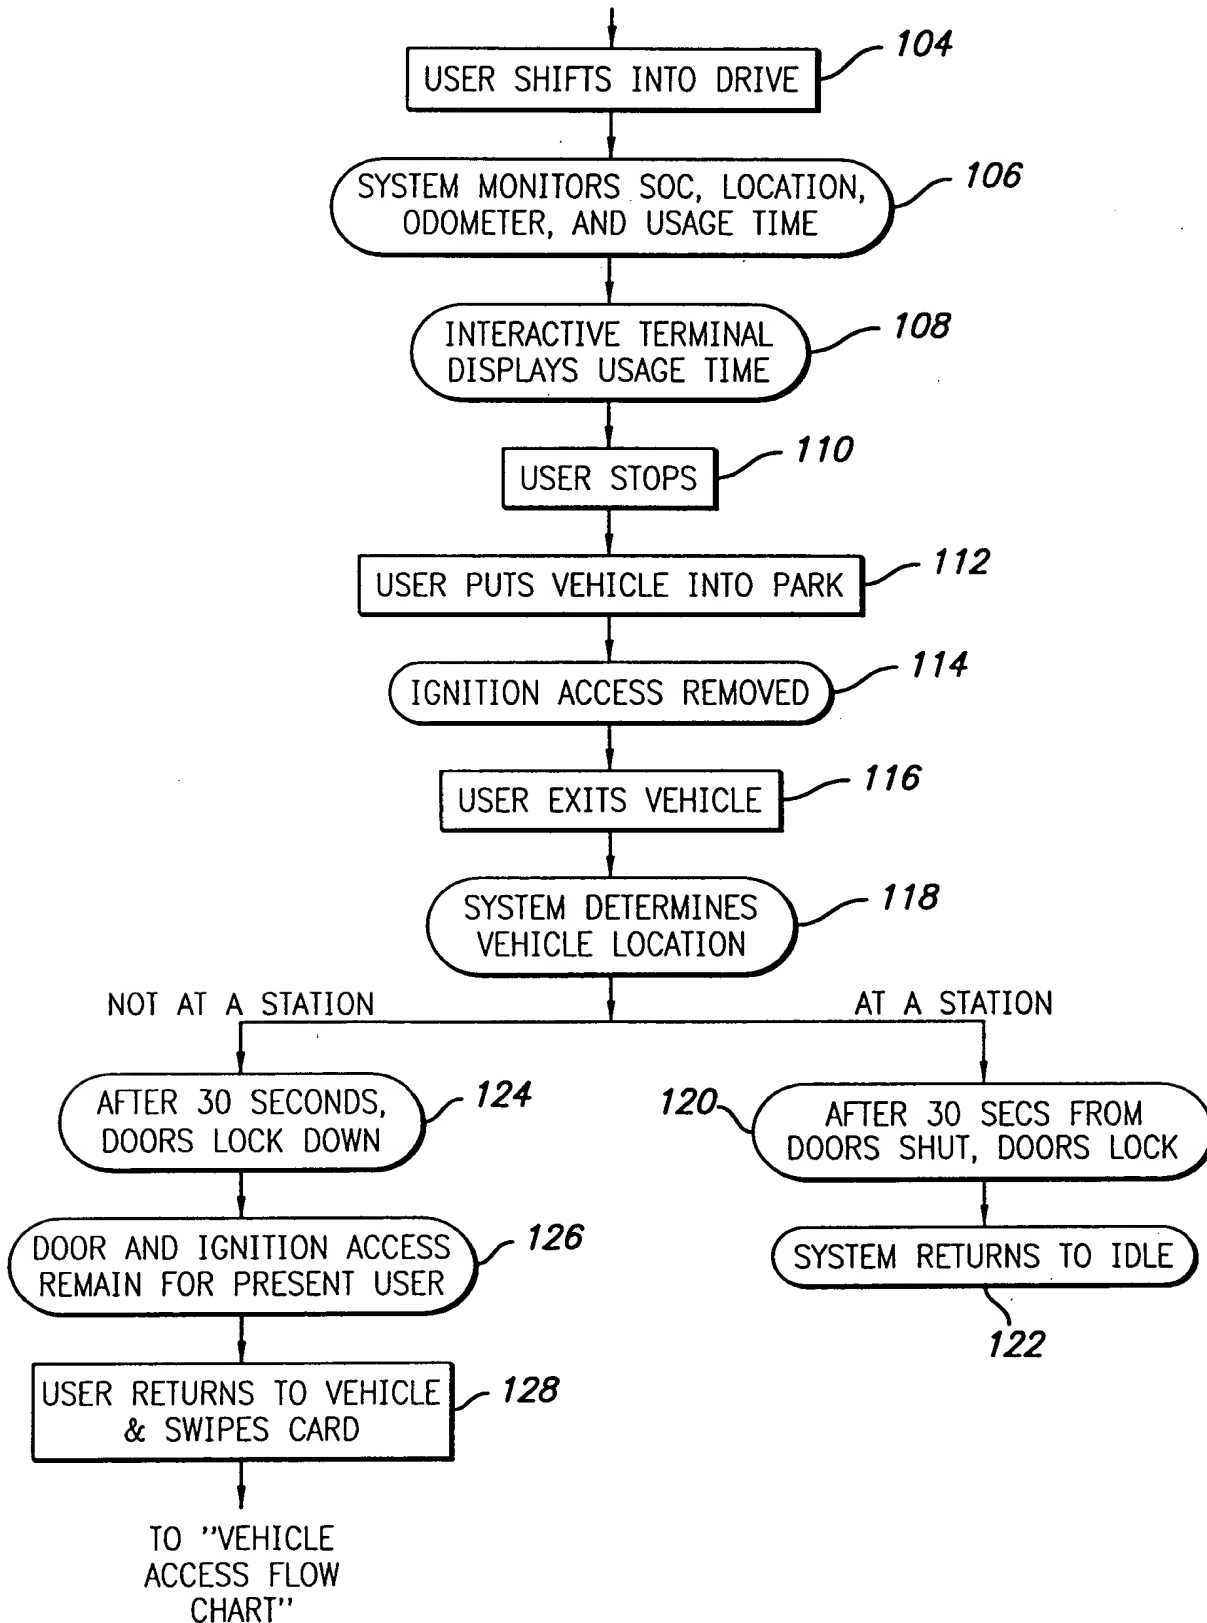 104
USER SHIFTS INTO DRIVE
106
SYSTEM MONITORS SOC, LOCATION,
ODOMETER, AND USAGE TIME
108
INTERACTIVE TERMINAL
DISPLAYS USAGE TIME
110
USER STOPS
112
USER PUTS VEHICLE INTO PARK
114
IGNITION ACCESS REMOVED
116
USER EXITS VEHICLE
118
SYSTEM DETERMINES
VEHICLE LOCATION
NOT AT A STATION
AT A STATION
AFTER 30 SECONDS,
DOORS LOCK DOWN
124
120
AFTER 30 SECS FROM
DOORS SHUT, DOORS LOCK
DOOR AND IGNITION ACCESS
REMAIN FOR PRESENT USER
126
SYSTEM RETURNS TO IDLE
122
USER RETURNS TO VEHICLE
& SWIPES CARD
128
TO "VEHICLE
ACCESS FLOW
CHART"